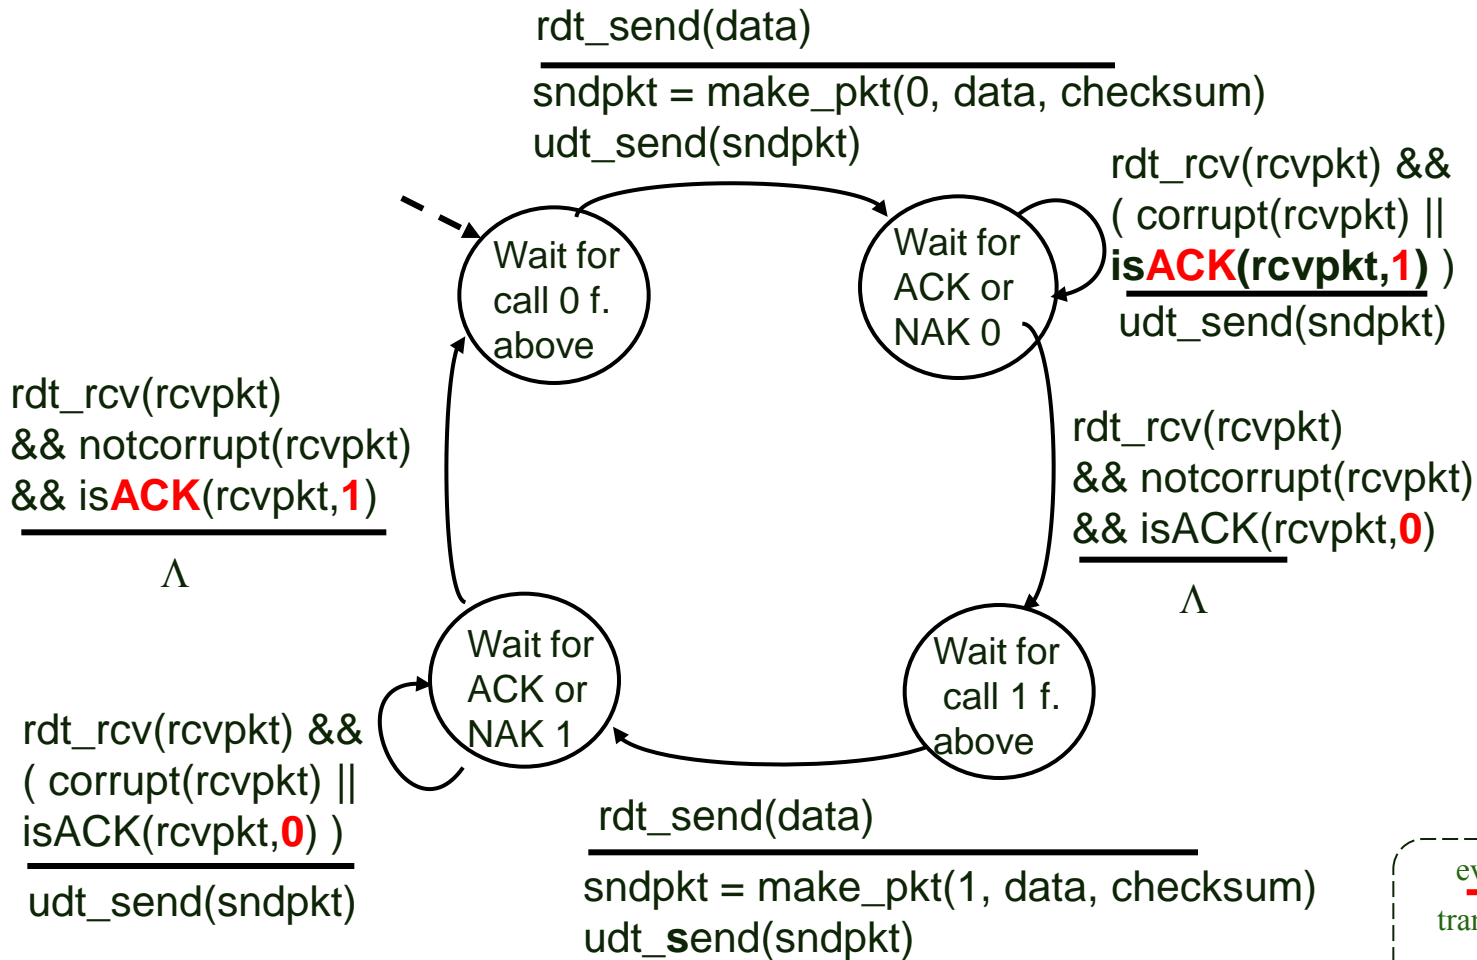 rdt_send(data)
sndpkt = make_pkt(0, data, checksum)
udt_send(sndpkt)
rdt_rcv(rcvpkt) &&
( corrupt(rcvpkt) ||
isACK(rcvpkt,1) )
udt_send(sndpkt)
Wait for
call 0 f.
above
Wait for
ACK or
NAK 0
rdt_rcv(rcvpkt)
&& notcorrupt(rcvpkt)
&& isACK(rcvpkt,1)
Λ
rdt_rcv(rcvpkt)
&& notcorrupt(rcvpkt)
&& isACK(rcvpkt,0)
Λ
Wait for
ACK or
NAK 1
Wait for
call 1 f.
above
rdt_rcv(rcvpkt) &&
( corrupt(rcvpkt) ||
isACK(rcvpkt,0) )
udt_send(sndpkt)
rdt_send(data)
sndpkt = make_pkt(1, data, checksum)
udt_send(sndpkt)